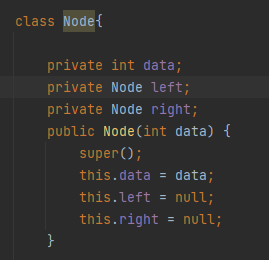 class Node{
private int data;
private Node left;
private Node right;
public Node(int data) {
super();
this.data = data;
this.left = null;
this.right = null;
}